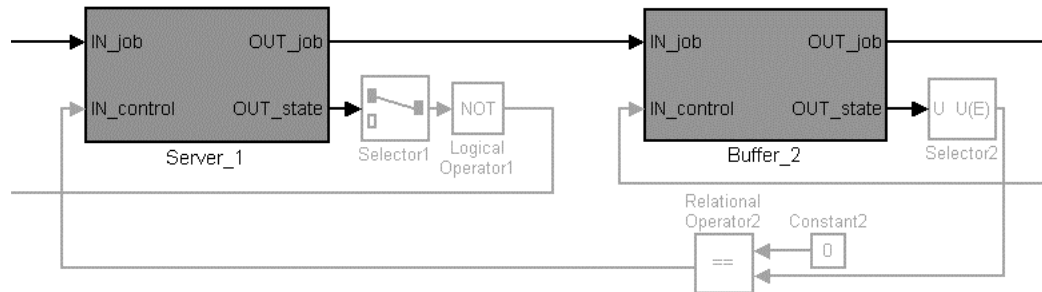 IN_job
OUT_job
IN_control
OUT_state
Server_1
Selector1
NOT
Logical
Operator1
IN_job
OUT_job
IN_control
OUT_state
Buffer_2
U U(E)
Selector2
Relational
Operator2
==
Constant2
0